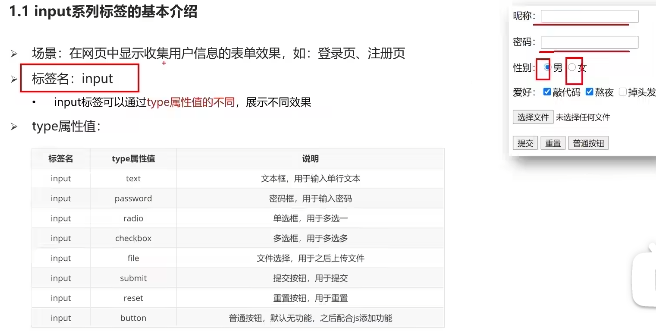 1.1 input系列标签的基本介绍
场景：在网页中显示收集用户信息的表单效果，如：登录页、注册页
标签名：input
input标签可以通过type属性值的不同，展示不同效果
type属性值：
标签名 type属性值 说明
input text 文本框，用于输入单行文本
input password 密码框，用于输入密码
input radio 单选框，用于多选一
input checkbox 多选框，用于多选多
input file 文件选择，用于之后上传文件
input submit 提交按钮，用于提交
input reset 重置按钮，用于重置
input button 普通按钮，默认无功能，之后配合js添加功能
昵称：
密码：
性别： 男 女
爱好： 敲代码 熬夜 掉头发
选择文件 未选择任何文件
提交 重置 普通按钮